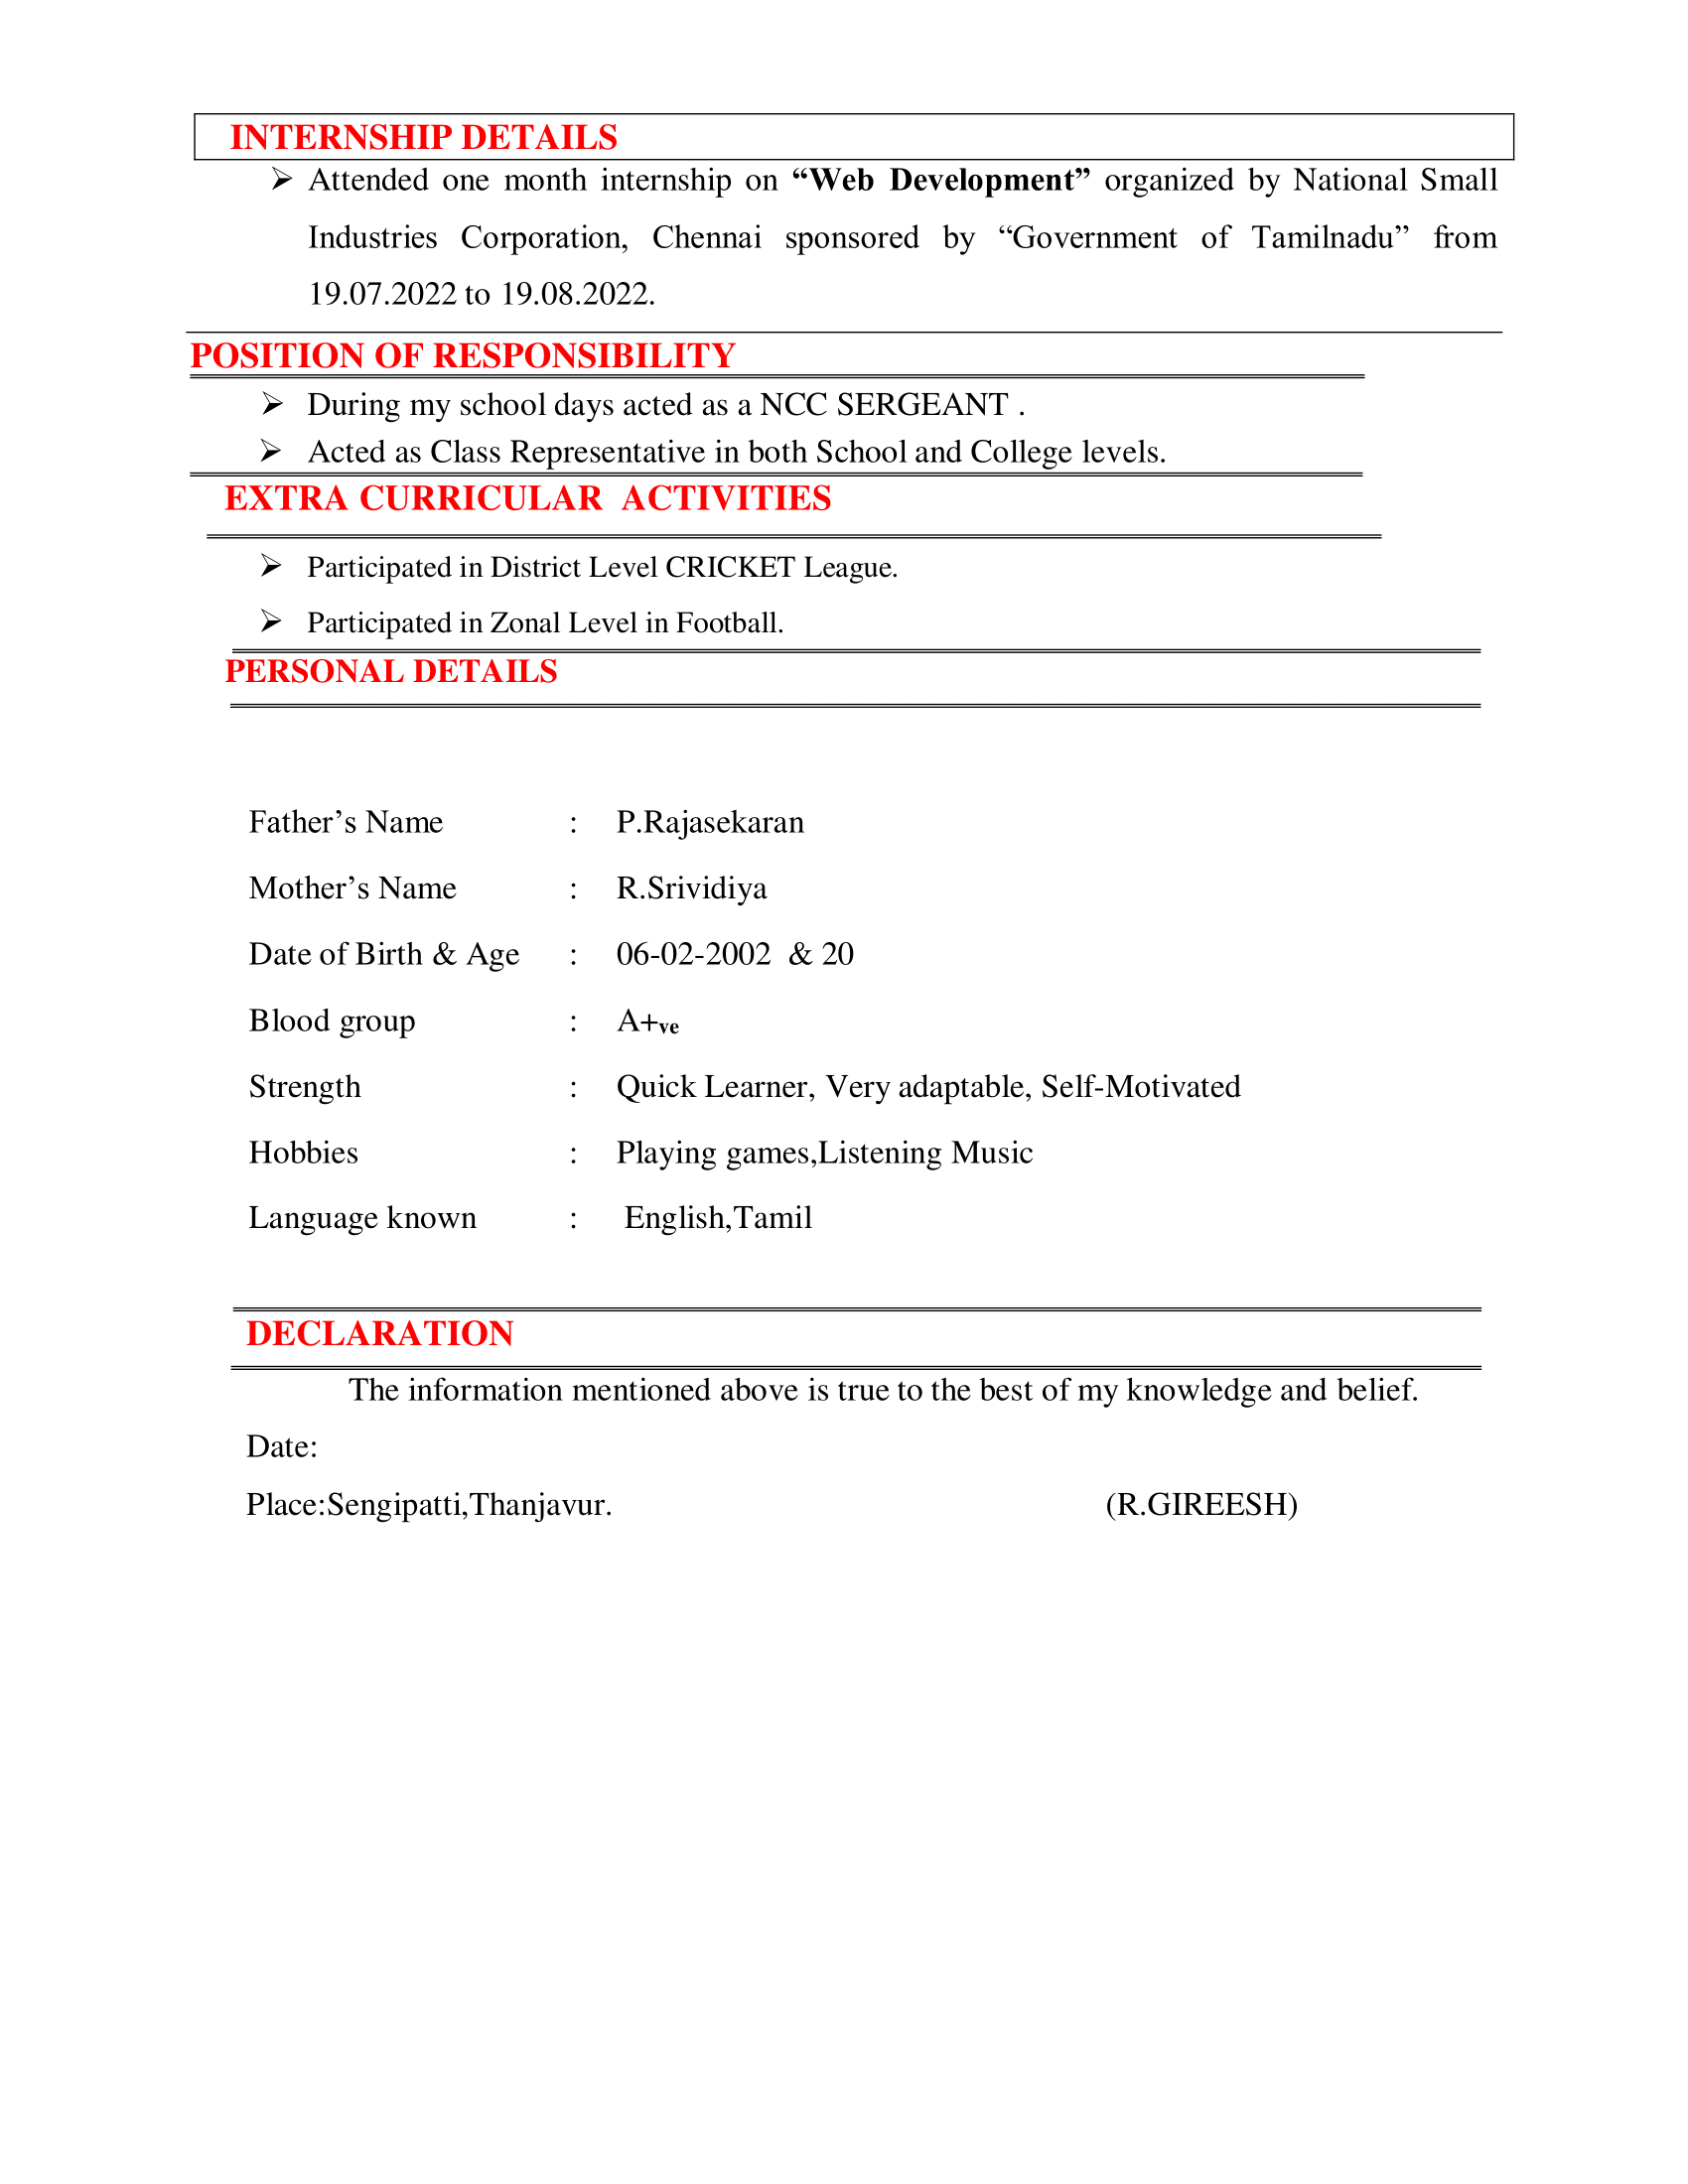 INTERNSHIP DETAILS
➢ Attended one month internship on “Web Development” organized by National Small
Industries Corporation, Chennai sponsored by “Government of Tamilnadu” from
19.07.2022 to 19.08.2022.
POSITION OF RESPONSIBILITY
➢ During my school days acted as a NCC SERGEANT .
➢ Acted as Class Representative in both School and College levels.
EXTRA CURRICULAR  ACTIVITIES
➢ Participated in District Level CRICKET League.
➢ Participated in Zonal Level in Football.
PERSONAL DETAILS
Father’s Name : P.Rajasekaran
Mother’s Name : R.Srividiya
Date of Birth & Age : 06-02-2002  & 20
Blood group : A+ve
Strength : Quick Learner, Very adaptable, Self-Motivated
Hobbies : Playing games,Listening Music
Language known : English,Tamil
DECLARATION
The information mentioned above is true to the best of my knowledge and belief.
Date:
Place:Sengipatti,Thanjavur. (R.GIREESH)